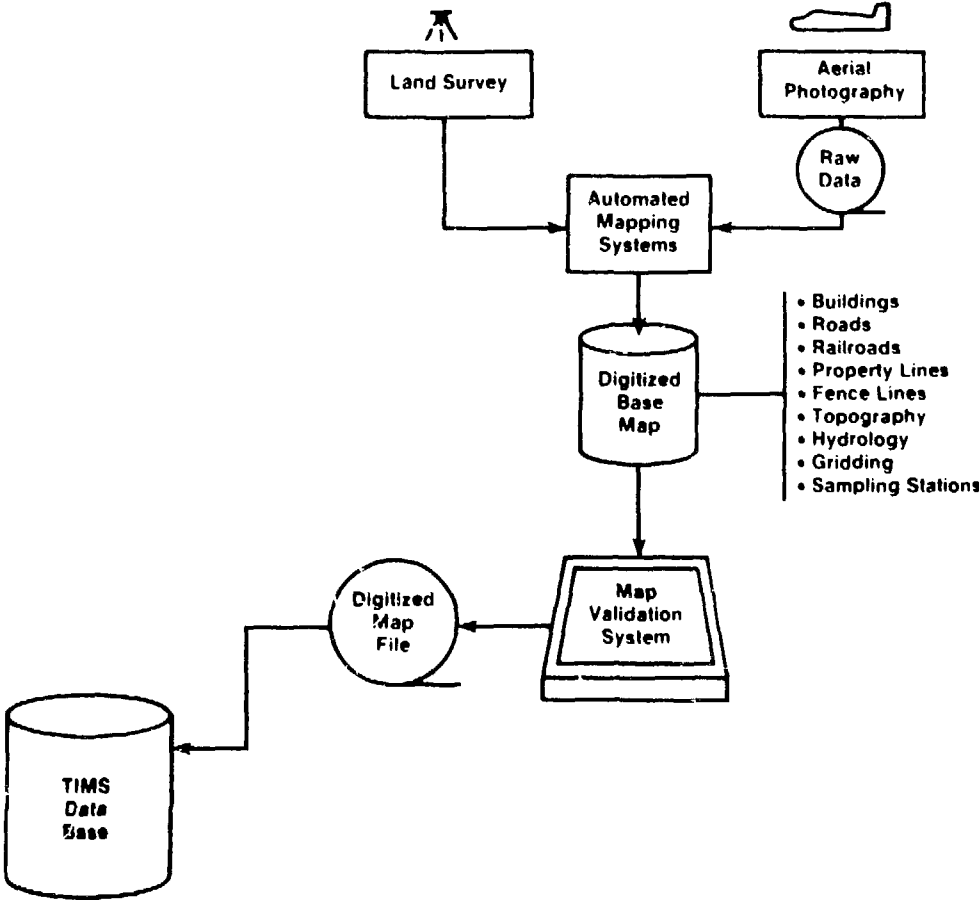 Land Survey
Aerial
Photography
Raw
Data
Automated
Mapping
Systems
• Buildings
• Roads
• Railroads
• Property Lines
• Fence Lines
• Topography
• Hydrology
• Gridding
• Sampling Stations
Digitized
Base
Map
Map
Validation
System
Digitized
Map
File
TIMS
Data
Base